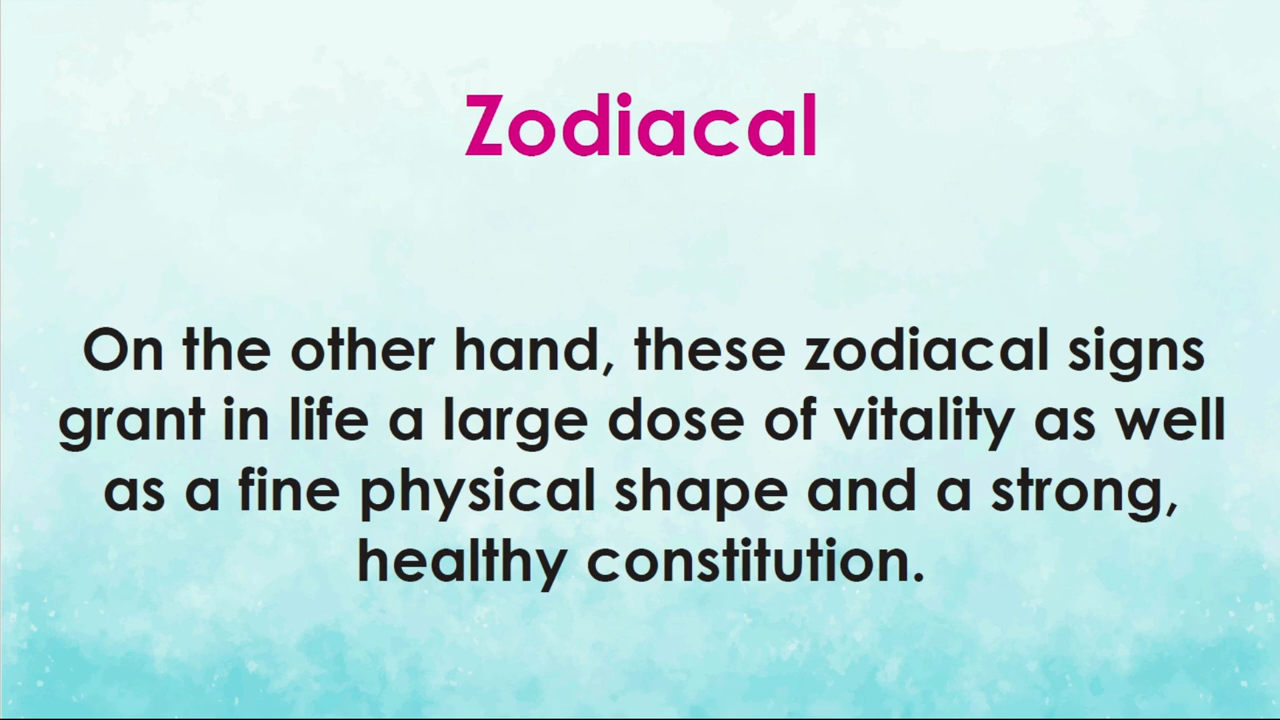 Zodiacal
On the other hand, these zodiacal signs
grant in life a large dose of vitality as well
as a fine physical shape and a strong,
healthy constitution.